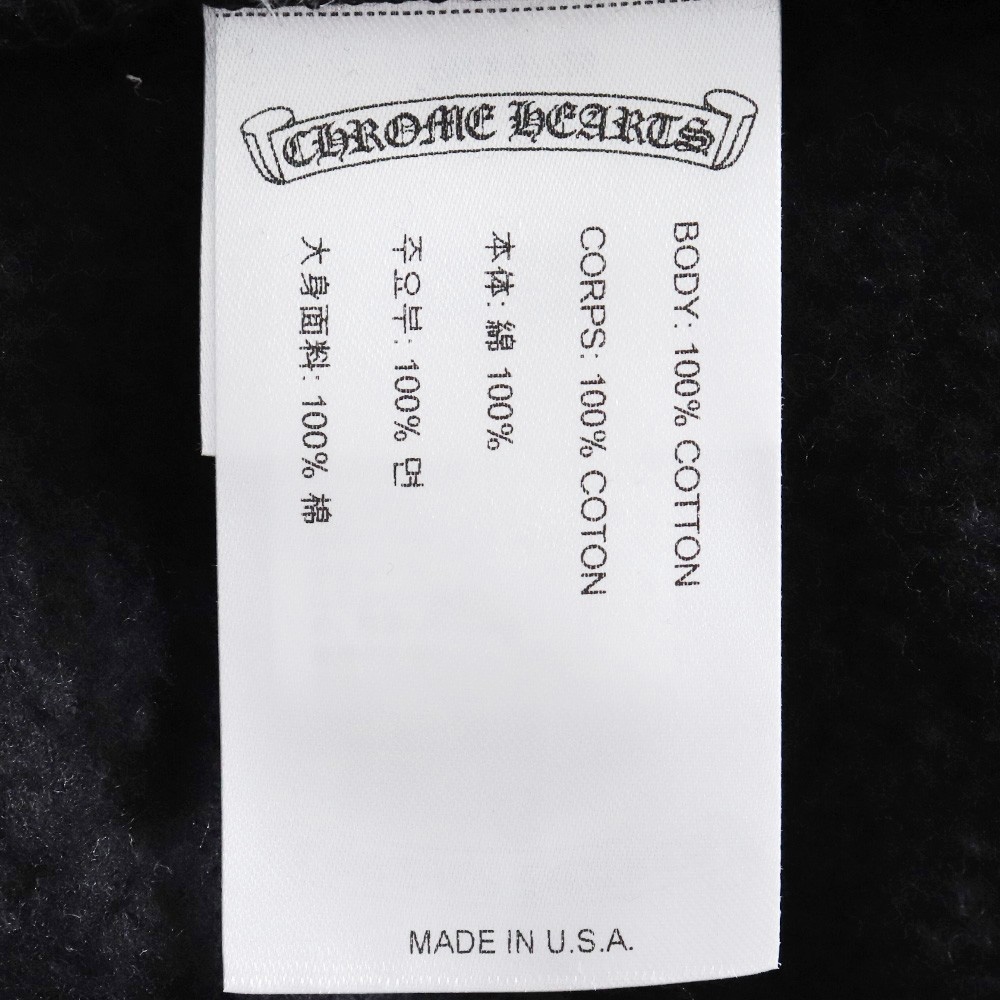 CHROME HEARTS
BODY: 100% COTTON
CORPS: 100% COTON
本体: 綿 100%
주요부: 100% 면
大身面料: 100% 棉
MADE IN U.S.A.